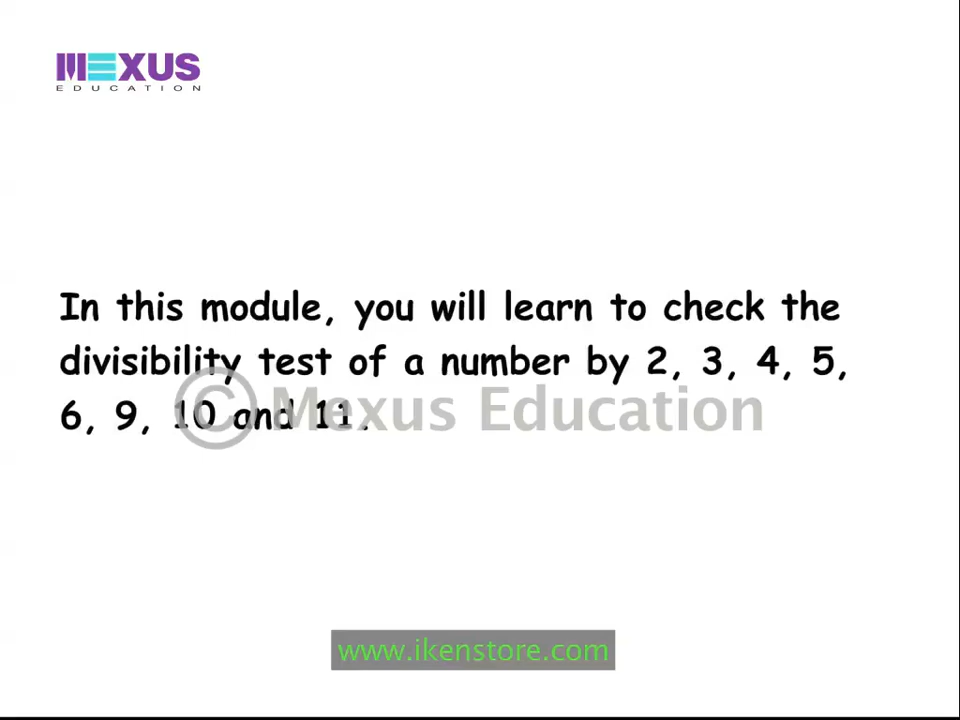 MEXUS
EDUCATION
In this module, you will learn to check the
divisibility test of a number by 2, 3, 4, 5,
6, 9, 10 and 11.
© Mexus Education
www.ikenstore.com